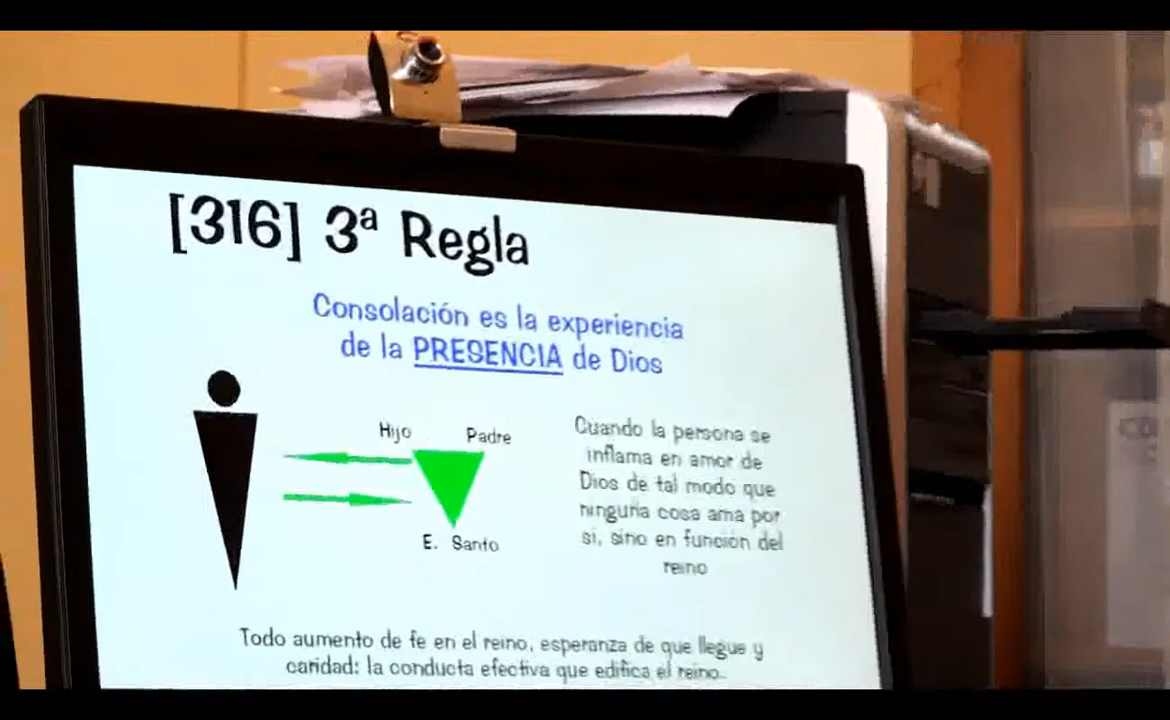 [316] 3ª Regla
Consolación es la experiencia
de la PRESENCIA de Dios
Hijo
Padre
E. Santo
Cuando la persona se
inflama en amor de
Dios de tal modo que
ninguna cosa ama por
si, sino en función del
reino
Todo aumento de fe en el reino, esperanza de que llegue y
caridad: la conducta efectiva que edifica el reino.